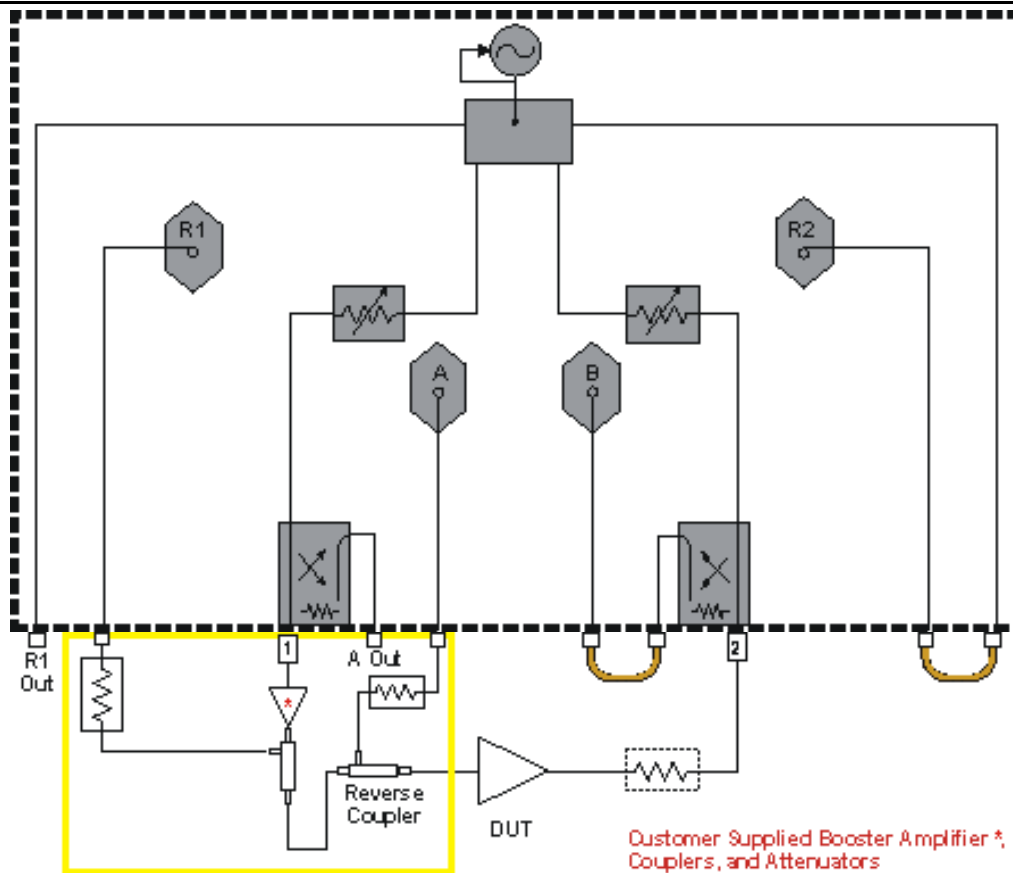 R1
R2
A
B
R1
Out
1
A Out
2
*
Reverse
Coupler
DUT
Customer Supplied Booster Amplifier *,
Couplers, and Attenuators